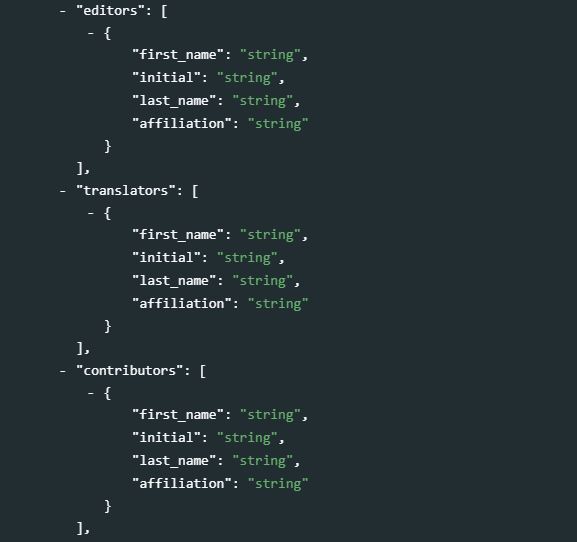 - "editors": [
- {
"first_name": "string",
"initial": "string",
"last_name": "string",
"affiliation": "string"
}
],
- "translators": [
- {
"first_name": "string",
"initial": "string",
"last_name": "string",
"affiliation": "string"
}
],
- "contributors": [
- {
"first_name": "string",
"initial": "string",
"last_name": "string",
"affiliation": "string"
}
],